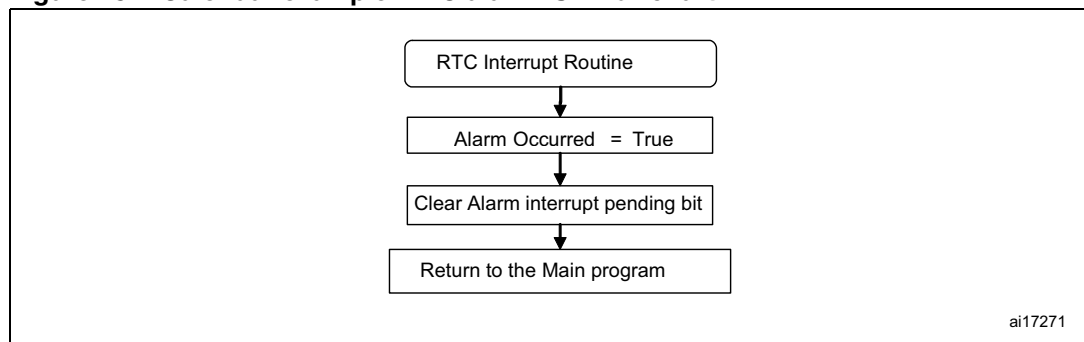 RTC Interrupt Routine
Alarm Occurred = True
Clear Alarm interrupt pending bit
Return to the Main program
ai17271